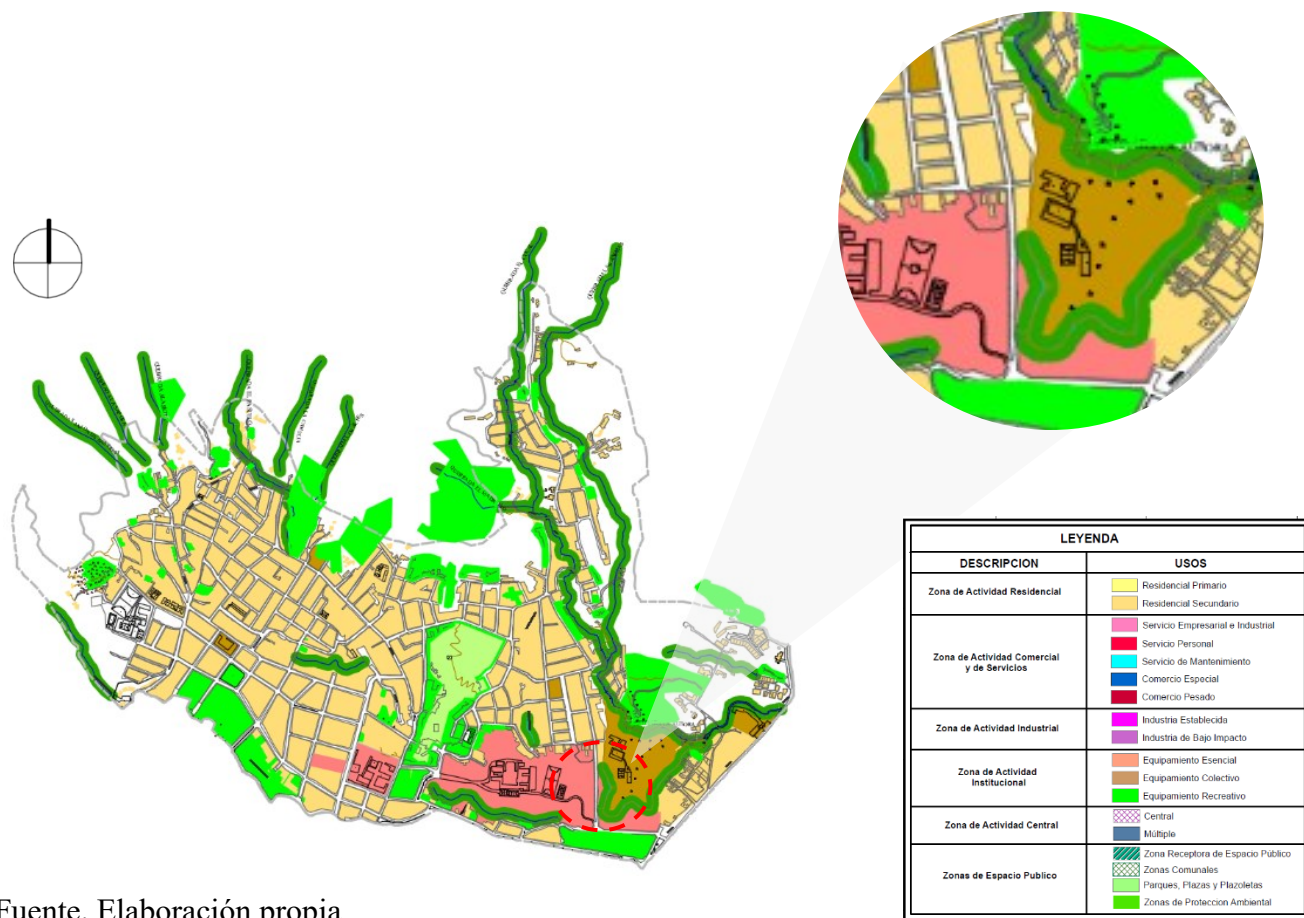 LEYENDA
DESCRIPCION
USOS
Zona de Actividad Residencial
Residencial Primario
Residencial Secundario
Zona de Actividad Comercial
y de Servicios
Servicio Empresarial e Industrial
Servicio Personal
Servicio de Mantenimiento
Comercio Especial
Comercio Pesado
Zona de Actividad Industrial
Industria Establecida
Industria de Bajo Impacto
Zona de Actividad
Institucional
Equipamiento Esencial
Equipamiento Colectivo
Equipamiento Recreativo
Zona de Actividad Central
Central
Múltiple
Zonas de Espacio Publico
Zona Receptora de Espacio Público
Zonas Comunales
Parques, Plazas y Plazoletas
Zonas de Proteccion Ambiental
Fuente. Elaboración propia